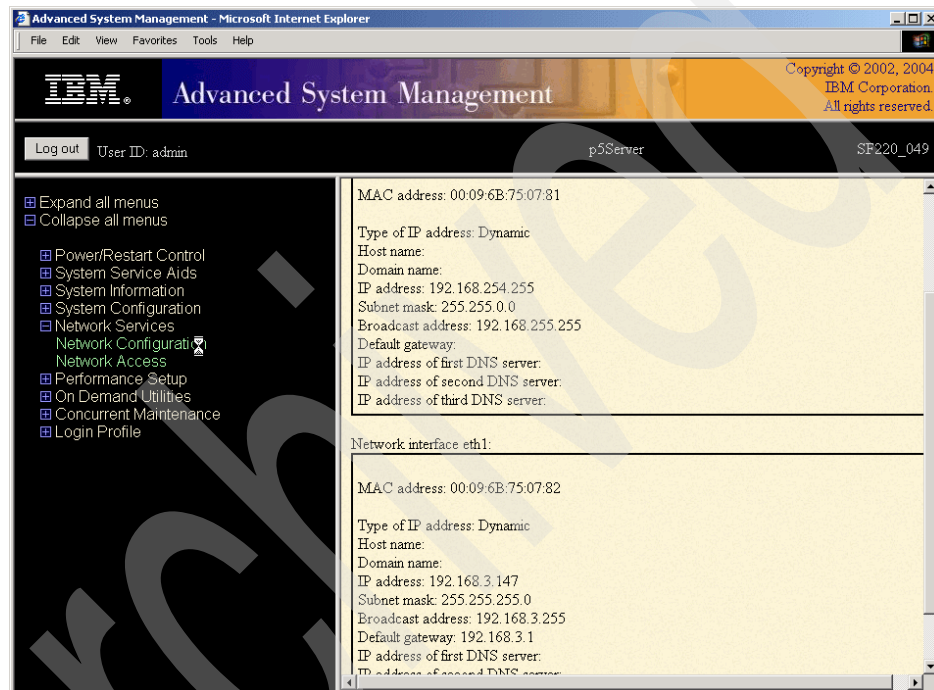 Advanced System Management - Microsoft Internet Explorer
File Edit View Favorites Tools Help
IBM®
Advanced System Management
Copyright © 2002, 2004
IBM Corporation.
All rights reserved.
Log out
User ID: admin
p5Server
SF220_049
Expand all menus
Collapse all menus
Power/Restart Control
System Service Aids
System Information
System Configuration
Network Services
Network Configuration
Network Access
Performance Setup
On Demand Utilities
Concurrent Maintenance
Login Profile
MAC address: 00:09:6B:75:07:81
Type of IP address: Dynamic
Host name:
Domain name:
IP address: 192.168.254.255
Subnet mask: 255.255.0.0
Broadcast address: 192.168.255.255
Default gateway:
IP address of first DNS server:
IP address of second DNS server:
IP address of third DNS server:
Network interface eth1:
MAC address: 00:09:6B:75:07:82
Type of IP address: Dynamic
Host name:
Domain name:
IP address: 192.168.3.147
Subnet mask: 255.255.255.0
Broadcast address: 192.168.3.255
Default gateway: 192.168.3.1
IP address of first DNS server:
IP address of second DNS server:
rchived